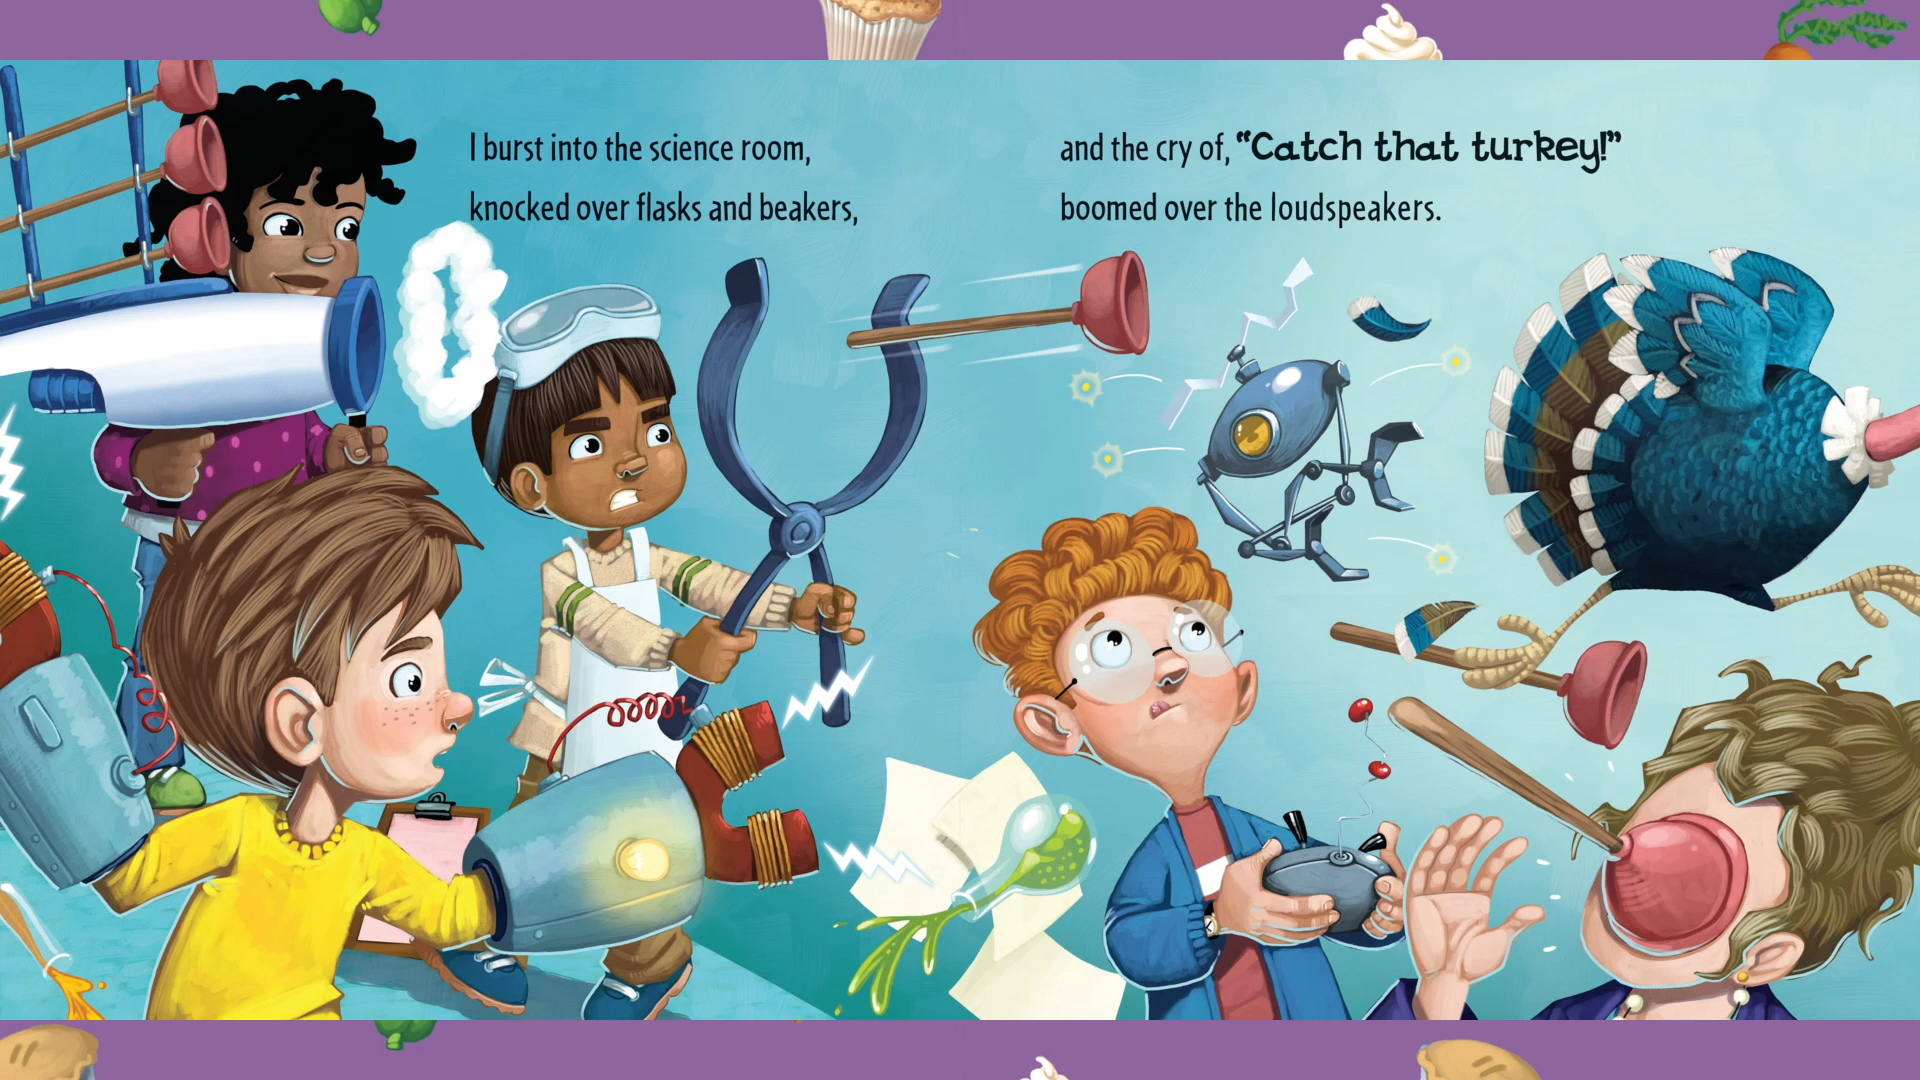 I burst into the science room,
knocked over flasks and beakers,
and the cry of, “Catch that turkey!”
boomed over the loudspeakers.